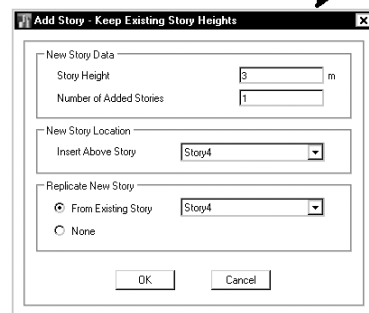 Add Story - Keep Existing Story Heights
New Story Data
Story Height 3 m
Number of Added Stories 1
New Story Location
Insert Above Story Story4
Replicate New Story
From Existing Story Story4
None
OK Cancel